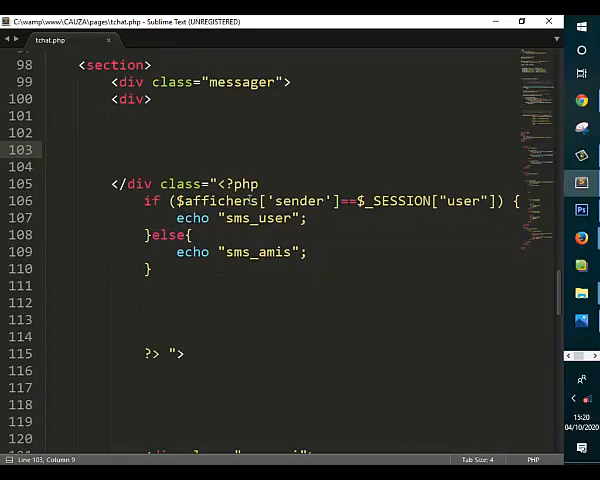 C:\wamp\www\CAUZA\pages\tchat.php - Sublime Text (UNREGISTERED)
tchat.php
98 <section>
99 <div class="messager">
100 <div>
101
102
103
104
105 </div class="<?php
106 if ($affichers['sender']==$_SESSION["user"]) {
107 echo "sms_user";
108 }else{
109 echo "sms_amis";
110 }
111
112
113
114
115 ?> ">
116
117
118
119
120
Line 103, Column 9
Tab Size: 4
PHP
15:20
04/10/2020